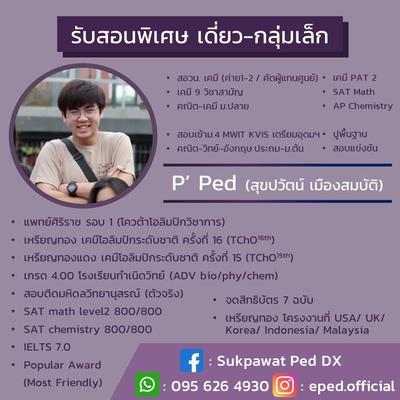 รับสอนพิเศษ เดี่ยว-กลุ่มเล็ก
• สอวน. เคมี (ค่าย1-2 / คัดผู้แทนศูนย์)
• เคมี 9 วิชาสามัญ
• คณิต-เคมี ม.ปลาย
• เคมี PAT 2
• SAT Math
• AP Chemistry
• สอบเข้าม.4 MWIT KVIS เตรียมอุดมฯ
• คณิต-วิทย์-อังกฤษ ประถม-ม.ต้น
• ปูพื้นฐาน
• สอบแข่งขัน
P' Ped (สุขปวัตน์ เมืองสมบัติ)
• แพทย์ศิริราช รอบ 1 (โควต้าโอลิมปิกวิชาการ)
• เหรียญทอง เคมีโอลิมปิกระดับชาติ ครั้งที่ 16 (TChO16th)
• เหรียญทองแดง เคมีโอลิมปิกระดับชาติ ครั้งที่ 15 (TChO15th)
• เกรด 4.00 โรงเรียนกำเนิดวิทย์ (ADV bio/phy/chem)
• สอบติดมหิดลวิทยานุสรณ์ (ตัวจริง)
• SAT math level2 800/800
• SAT chemistry 800/800
• IELTS 7.0
• Popular Award
(Most Friendly)
• จดสิทธิบัตร 7 ฉบับ
• เหรียญทอง โครงงานที่ USA/ UK/
Korea/ Indonesia/ Malaysia
: Sukpawat Ped DX
: 095 626 4930
: eped.official